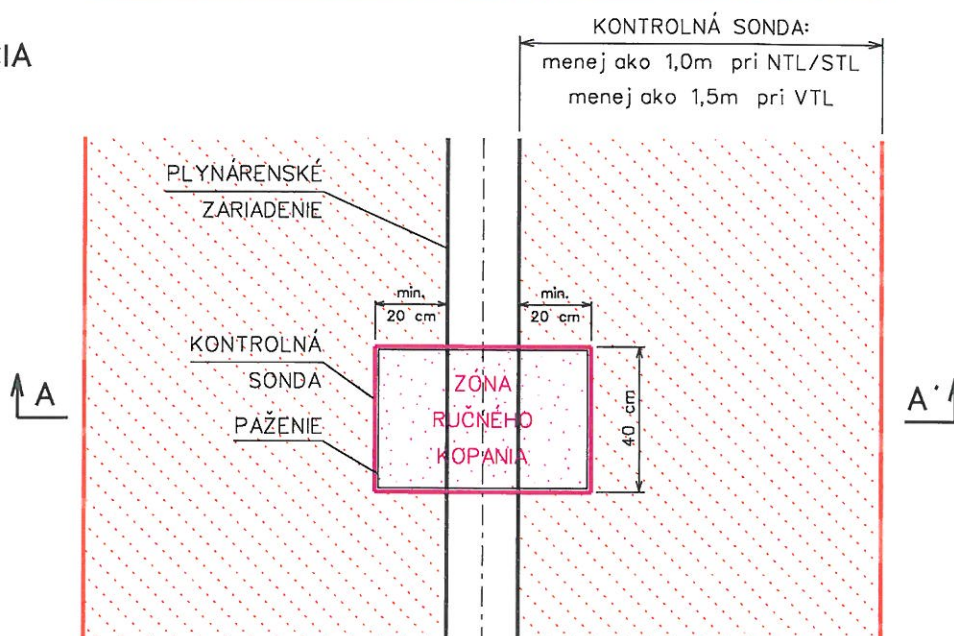 KONTROLNÁ SONDA:
menej ako 1,0m pri NTL/STL
menej ako 1,5m pri VTL
PLYNÁRENSKÉ
ZARIADENIE
min.
20 cm
min.
20 cm
KONTROLNÁ
SONDA
PAŽENIE
ZÓNA
RUČNÉHO
KOPANIA
40 cm
A
A'